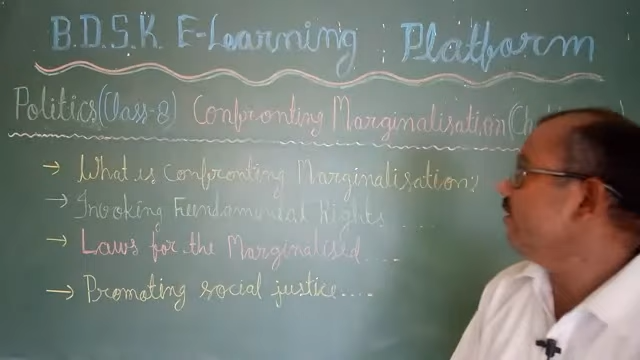 B.D.S.K. E-Learning Platform
Politics (Class-8) Confronting Marginalisation (Ch
→ What is Confronting Marginalisation?
→ Invoking Fundamental Rights ....
→ Laws for the Marginalised....
→ Promoting social justice....